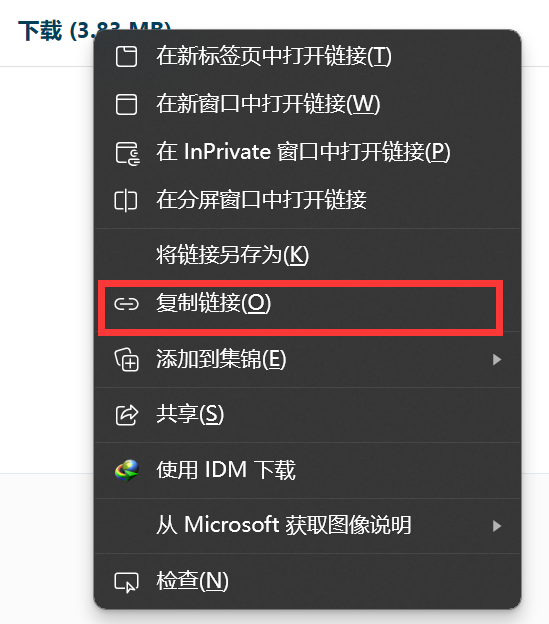 下载 (3.83 MB)
在新标签页中打开链接(T)
在新窗口中打开链接(W)
在 InPrivate 窗口中打开链接(P)
在分屏窗口中打开链接
将链接另存为(K)
复制链接(O)
添加到集锦(E)
共享(S)
使用 IDM 下载
从 Microsoft 获取图像说明
检查(N)